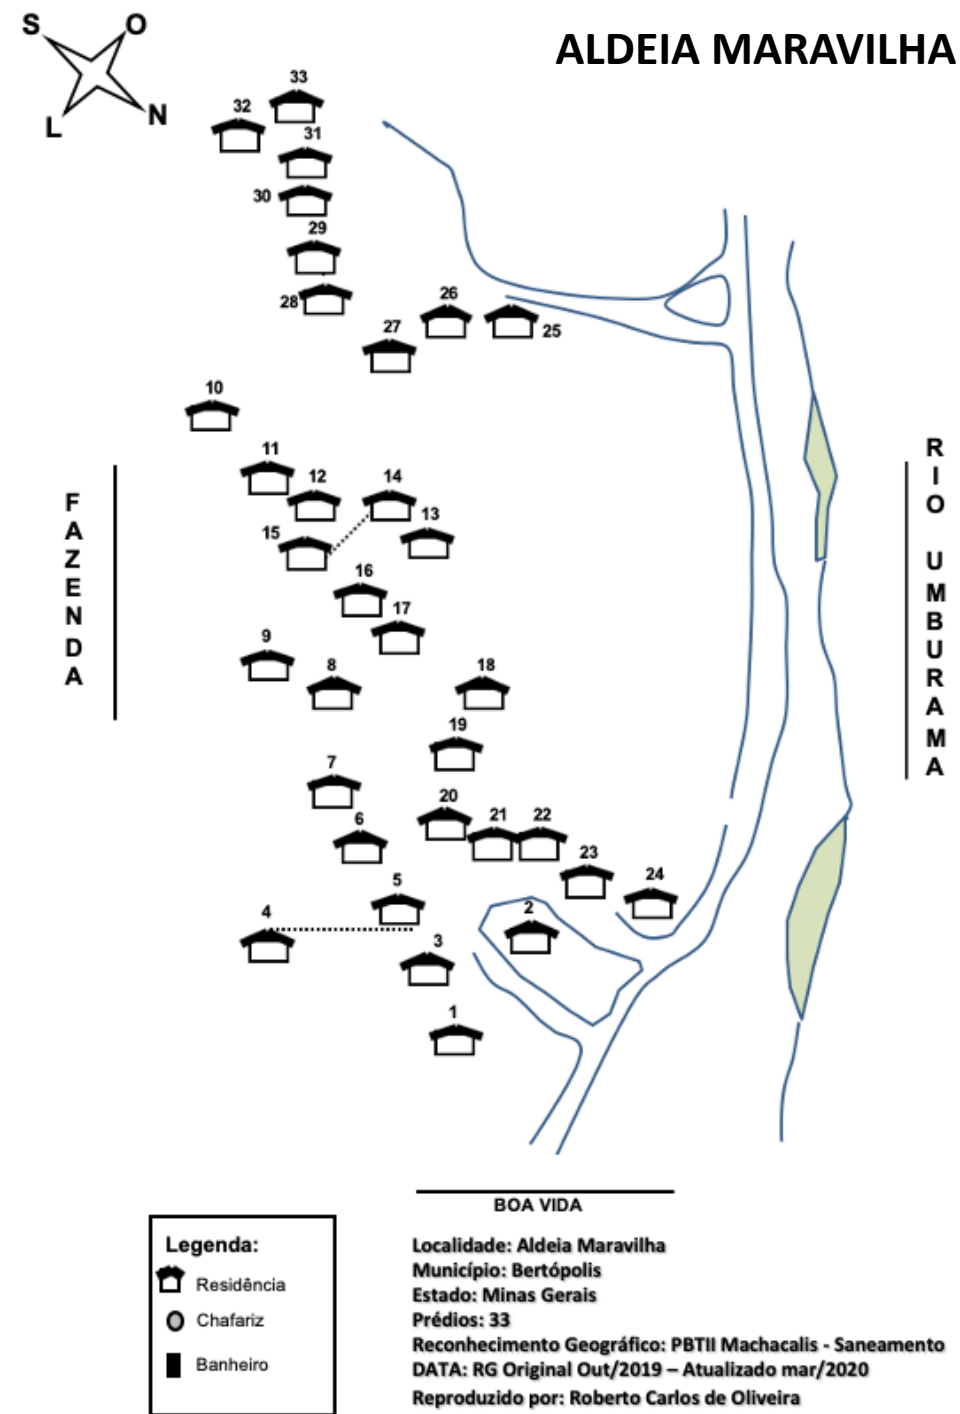 S
O
ALDEIA MARAVILHA
L
N
33
32
31
30
29
28
26
25
27
10
11
12
14
13
15
16
17
9
8
18
19
7
20
21
22
6
23
24
5
4
2
3
1
FAZENDA
RIO UMBURAMA
BOA VIDA
Legenda:
Residência
Chafariz
Banheiro
Localidade: Aldeia Maravilha
Município: Bertópolis
Estado: Minas Gerais
Prédios: 33
Reconhecimento Geográfico: PBTII Machacalis - Saneamento
DATA: RG Original Out/2019 – Atualizado mar/2020
Reproduzido por: Roberto Carlos de Oliveira